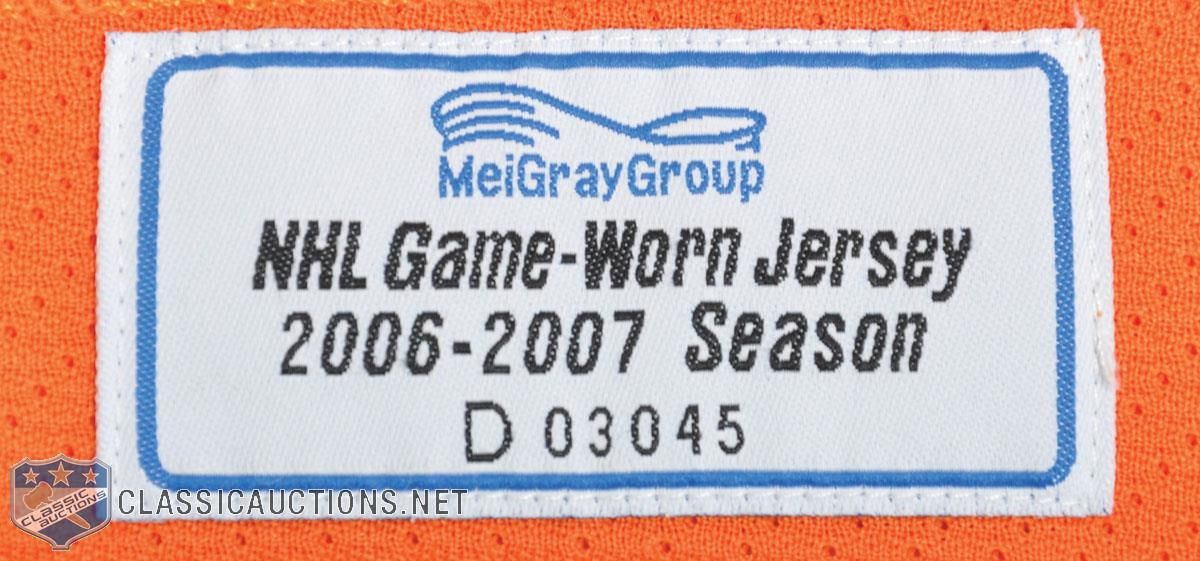 MeiGrayGroup
NHL Game-Worn Jersey
2006-2007 Season
D 03045
CLASSIC
AUCTIONS
CLASSICAUCTIONS.NET